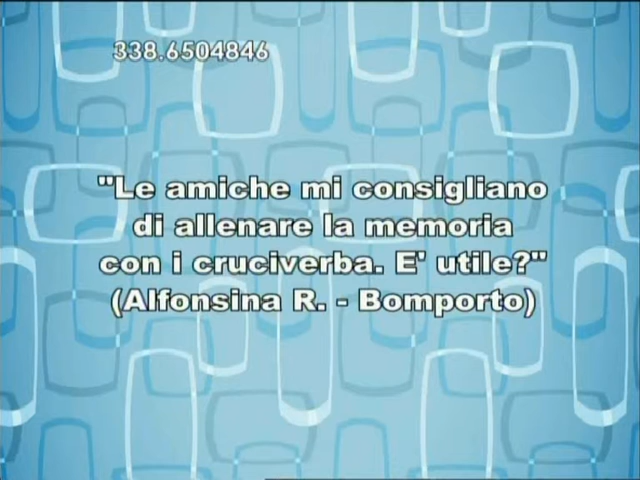 338.6504846
"Le amiche mi consigliano
di allenare la memoria
con i cruciverba. E' utile?"
(Alfonsina R. - Bomporto)